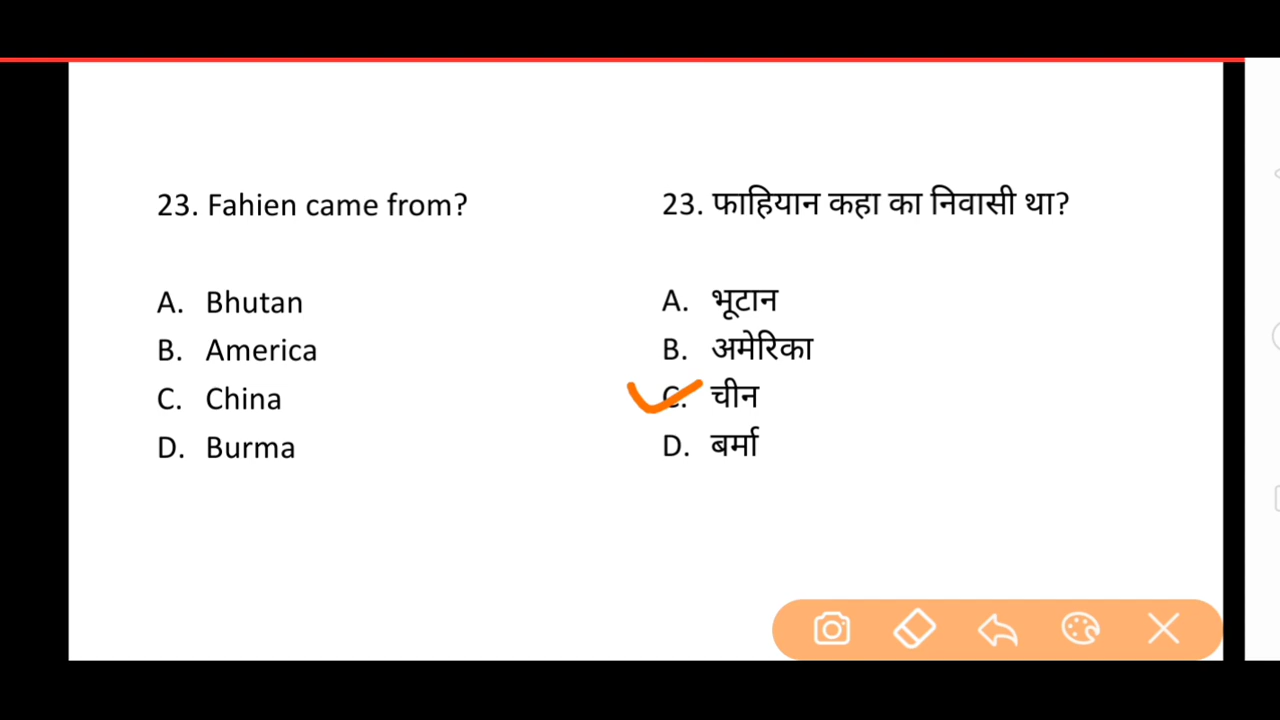 23. Fahien came from?
A. Bhutan
B. America
C. China
D. Burma
23. फाहियान कहा का निवासी था?
A. भूटान
B. अमेरिका
C. चीन
D. बर्मा